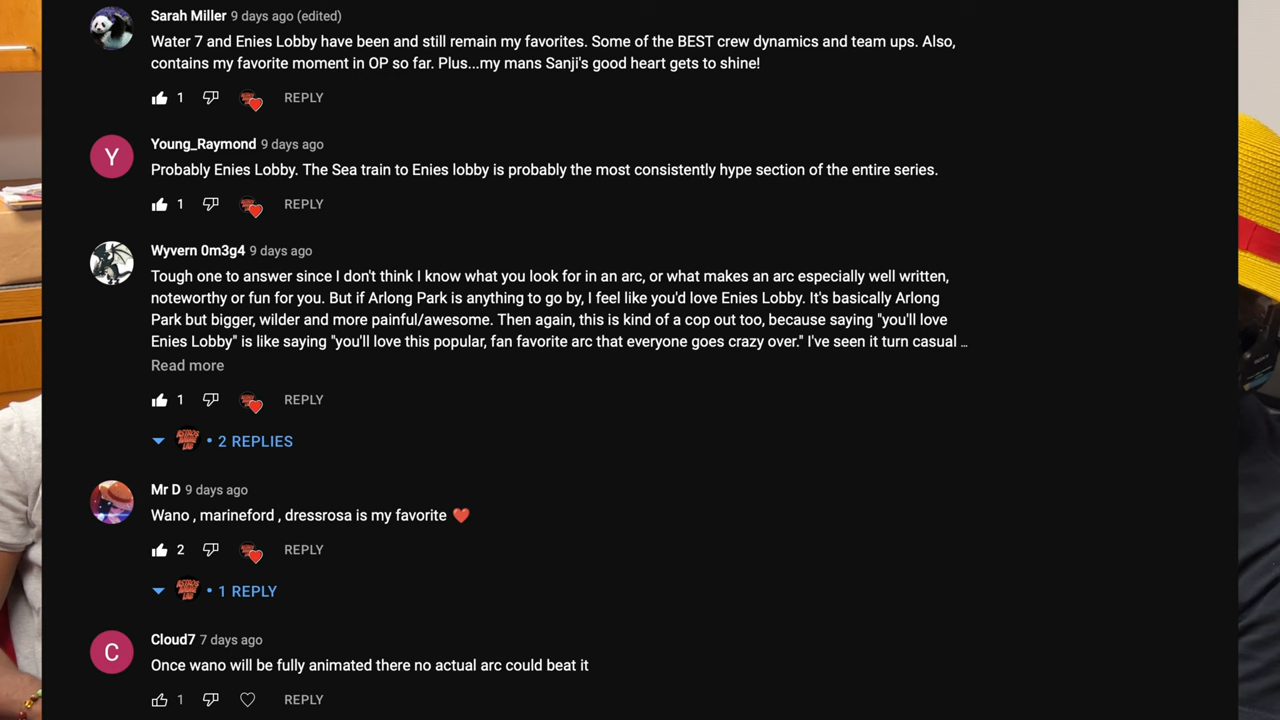 Sarah Miller 9 days ago (edited)
Water 7 and Enies Lobby have been and still remain my favorites. Some of the BEST crew dynamics and team ups. Also,
contains my favorite moment in OP so far. Plus...my mans Sanji's good heart gets to shine!
1 REPLY
Y
Young_Raymond 9 days ago
Probably Enies Lobby. The Sea train to Enies lobby is probably the most consistently hype section of the entire series.
1 REPLY
Wyvern 0m3g4 9 days ago
Tough one to answer since I don't think I know what you look for in an arc, or what makes an arc especially well written,
noteworthy or fun for you. But if Arlong Park is anything to go by, I feel like you'd love Enies Lobby. It's basically Arlong
Park but bigger, wilder and more painful/awesome. Then again, this is kind of a cop out too, because saying "you'll love
Enies Lobby" is like saying "you'll love this popular, fan favorite arc that everyone goes crazy over." I've seen it turn casual ...
Read more
1 REPLY
• 2 REPLIES
Mr D 9 days ago
Wano , marineford , dressrosa is my favorite ❤️
2 REPLY
• 1 REPLY
C
Cloud7 7 days ago
Once wano will be fully animated there no actual arc could beat it
1 REPLY